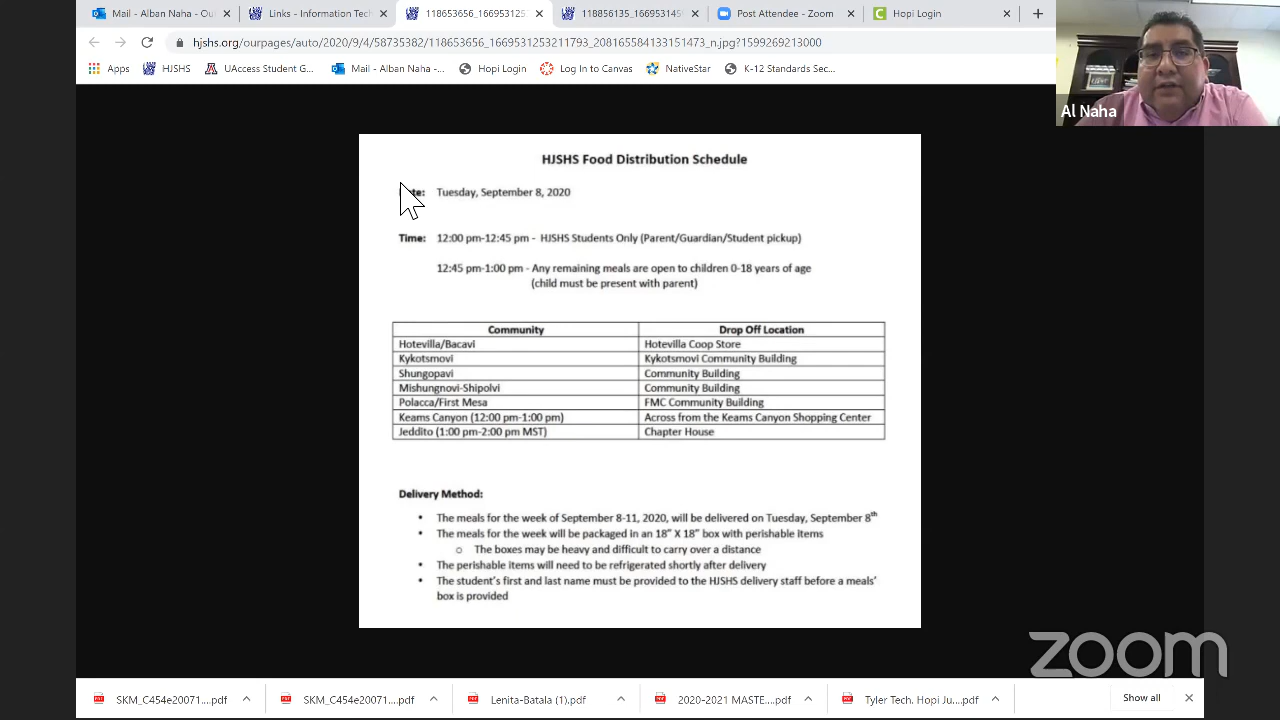 Mail - Alban Naha - Out
Links - Information Tech
118653656_1669531253
118856135_166953145
Post Attendee - Zoom
Hopi Login
hjshs.org/ourpages/auto/2020/
_20816558413315147​3_n.jpg?1599269213000
Apps
HJSHS
UAccess Student G...
Login
Log In to Canvas
NativeStar
K-12 Standards Sec
Al Naha
HJSHS Food Distribution Schedule
Tuesday, September 8, 2020
Time: 12:00 pm-12:45 pm - HJSHS Students Only (Parent/Guardian/Student pickup)
12:45 pm-1:00 pm - Any remaining meals are open to children 0-18 years of age
(child must be present with parent)
Community Drop Off Location
Hotevilla/Bacavi Hotevilla Coop Store
Kykotsmovi Kykotsmovi Community Building
Shungopavi Community Building
Mishungnovi-Shipolvi Community Building
Polacca/First Mesa FMC Community Building
Keams Canyon (12:00 pm-1:00 pm) Across from the Keams Canyon Shopping Center
Jeddito (1:00 pm-2:00 pm MST) Chapter House
Delivery Method:
• The meals for the week of September 8-11, 2020, will be delivered on Tuesday, September 8th
• The meals for the week will be packaged in an 18" X 18" box with perishable items
o The boxes may be heavy and difficult to carry over a distance
• The perishable items will need to be refrigerated shortly after delivery
• The student's first and last name must be provided to the HJSHS delivery staff before a meals'
box is provided
zoom
SKM_C454e20071....pdf
SKM_C454e20071....pdf
Lenita-Batala (1).pdf
2020-2021 MASTE....pdf
Tyler Tech. Hopi Ju....pdf
Show all